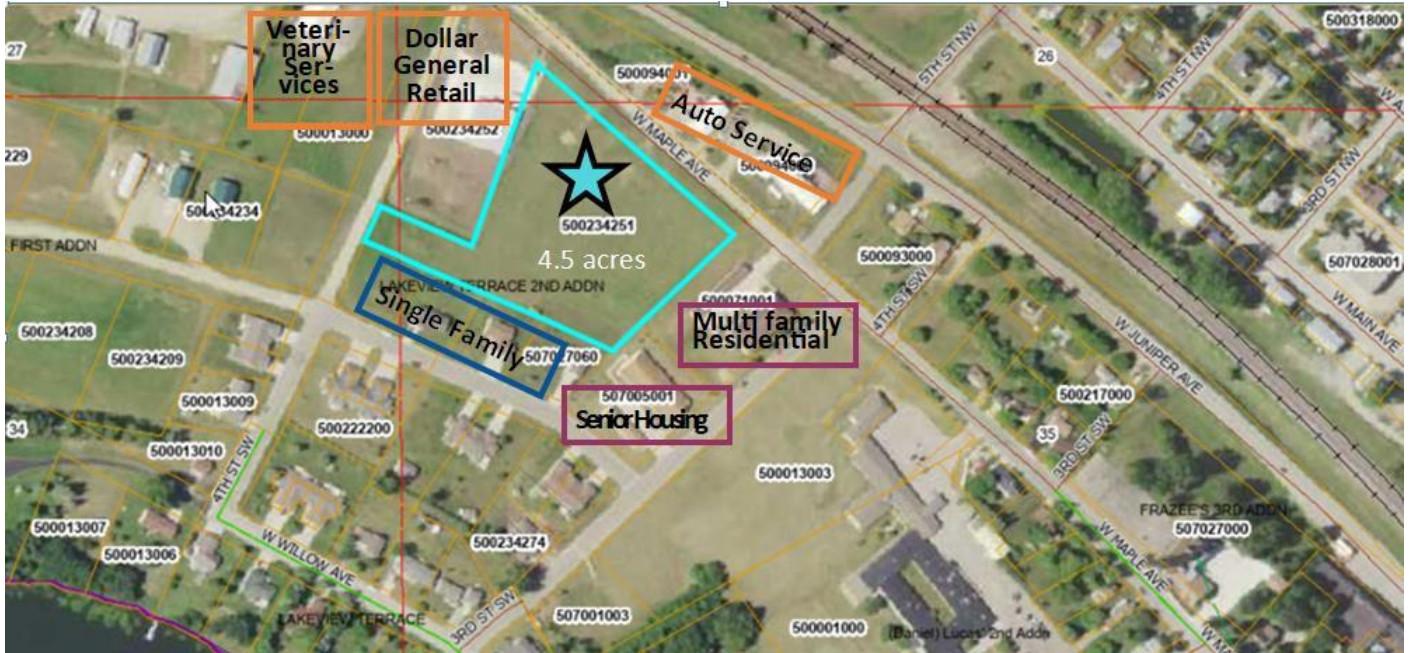 Veteri-
nary
Ser-
vices
Dollar
General
Retail
500318000
27
26
5TH ST NW
4TH ST NW
500094001
W MAPLE AVE
Auto Service
500013000
500234252
3RD ST NW
229
500234234
500234251
FIRST ADDN
4.5 acres
500093000
507028001
LAKEVIEW TERRACE 2ND ADDN
Single Family
500071001
4TH ST SW
W JUNIPER AVE
W MAIN AVE
Multi family
Residential
500234208
500234209
507027060
507005001
Senior Housing
500217000
500013009
34
500222200
35
3RD ST SW
500013010
4TH ST SW
500013003
FRAZEE'S 3RD ADDN
507027000
500013007
500013006
W WILLOW AVE
500234274
W MAPLE AVE
LAKEVIEW TERRACE
3RD ST SW
507001003
500001000
(Daniel) Lucas' 2nd Addn